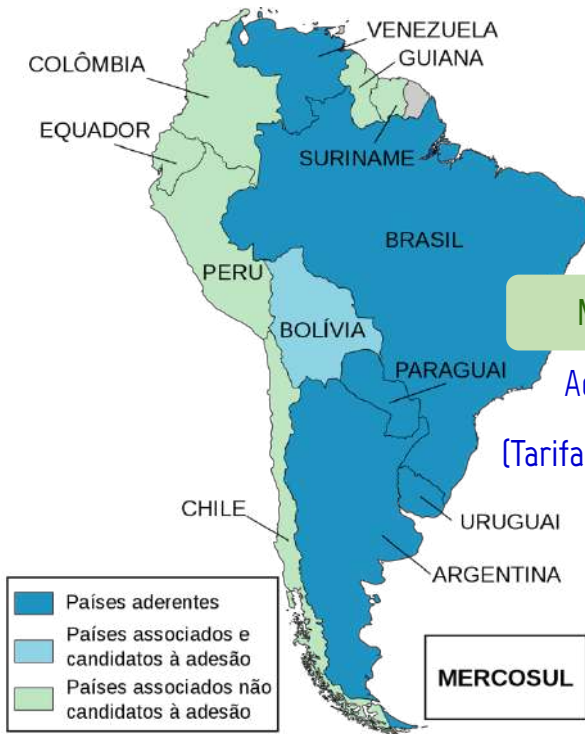 VENEZUELA
GUIANA
COLÔMBIA
EQUADOR
SURINAME
BRASIL
PERU
BOLÍVIA
PARAGUAI
(Tarifa
CHILE
URUGUAI
ARGENTINA
Países aderentes
Países associados e
candidatos à adesão
Países associados não
candidatos à adesão
MERCOSUL